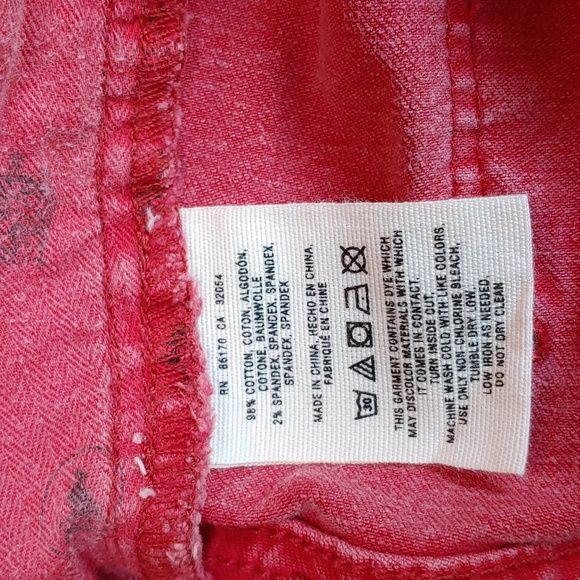 RN 86170 CA 32054
98% COTTON, COTON, ALGODÓN,
COTONE, BAUMWOLLE
2% SPANDEX, SPANDEX, SPANDEX
SPANDEX, SPANDEX
MADE IN CHINA, HECHO EN CHINA,
FABRIQUÉ EN CHINE
30
THIS GARMENT CONTAINS DYE WHICH
MAY DISCOLOR MATERIALS WITH WHICH
IT COMES IN CONTACT.
TURN INSIDE OUT,
MACHINE WASH COLD WITH LIKE COLORS.
USE ONLY NON-CHLORINE BLEACH,
TUMBLE DRY LOW.
LOW IRON AS NEEDED
DO NOT DRY CLEAN